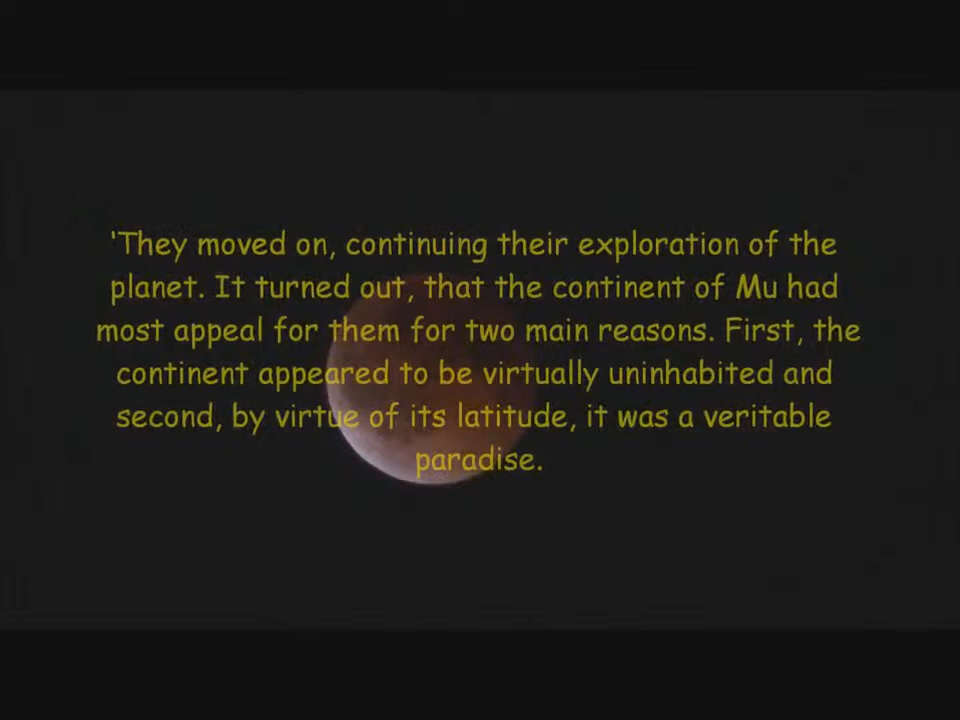 'They moved on, continuing their exploration of the
planet. It turned out, that the continent of Mu had
most appeal for them for two main reasons. First, the
continent appeared to be virtually uninhabited and
second, by virtue of its latitude, it was a veritable
paradise.